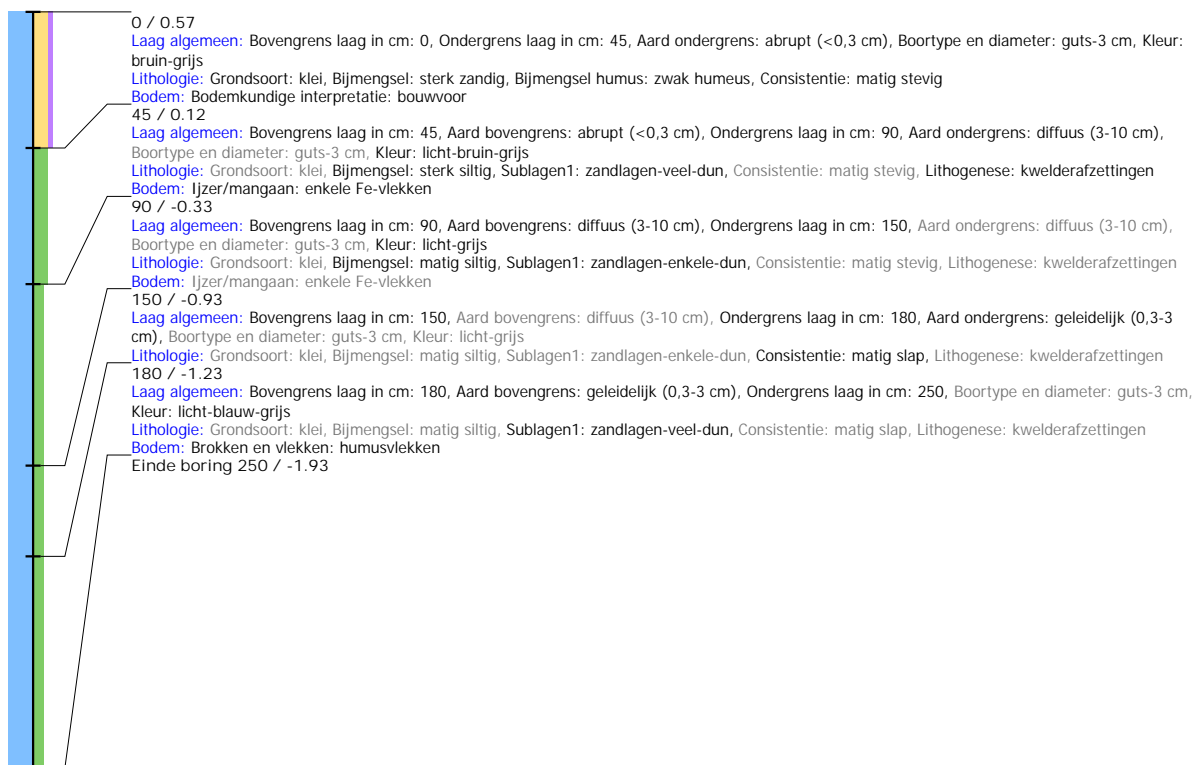 0 / 0.57
Laag algemeen: Bovengrens laag in cm: 0, Ondergrens laag in cm: 45, Aard ondergrens: abrupt (<0,3 cm), Boortype en diameter: guts-3 cm, Kleur:
bruin-grijs
Lithologie: Grondsoort: klei, Bijmengsel: sterk zandig, Bijmengsel humus: zwak humeus, Consistentie: matig stevig
Bodem: Bodemkundige interpretatie: bouwvoor
45 / 0.12
Laag algemeen: Bovengrens laag in cm: 45, Aard bovengrens: abrupt (<0,3 cm), Ondergrens laag in cm: 90, Aard ondergrens: diffuus (3-10 cm),
Boortype en diameter: guts-3 cm, Kleur: licht-bruin-grijs
Lithologie: Grondsoort: klei, Bijmengsel: sterk siltig, Sublagen1: zandlagen-veel-dun, Consistentie: matig stevig, Lithogenese: kwelderafzettingen
Bodem: Ijzer/mangaan: enkele Fe-vlekken
90 / -0.33
Laag algemeen: Bovengrens laag in cm: 90, Aard bovengrens: diffuus (3-10 cm), Ondergrens laag in cm: 150, Aard ondergrens: diffuus (3-10 cm),
Boortype en diameter: guts-3 cm, Kleur: licht-grijs
Lithologie: Grondsoort: klei, Bijmengsel: matig siltig, Sublagen1: zandlagen-enkele-dun, Consistentie: matig stevig, Lithogenese: kwelderafzettingen
Bodem: Ijzer/mangaan: enkele Fe-vlekken
150 / -0.93
Laag algemeen: Bovengrens laag in cm: 150, Aard bovengrens: diffuus (3-10 cm), Ondergrens laag in cm: 180, Aard ondergrens: geleidelijk (0,3-3
cm), Boortype en diameter: guts-3 cm, Kleur: licht-grijs
Lithologie: Grondsoort: klei, Bijmengsel: matig siltig, Sublagen1: zandlagen-enkele-dun, Consistentie: matig slap, Lithogenese: kwelderafzettingen
180 / -1.23
Laag algemeen: Bovengrens laag in cm: 180, Aard bovengrens: geleidelijk (0,3-3 cm), Ondergrens laag in cm: 250, Boortype en diameter: guts-3 cm,
Kleur: licht-blauw-grijs
Lithologie: Grondsoort: klei, Bijmengsel: matig siltig, Sublagen1: zandlagen-veel-dun, Consistentie: matig slap, Lithogenese: kwelderafzettingen
Bodem: Brokken en vlekken: humusvlekken
Einde boring 250 / -1.93